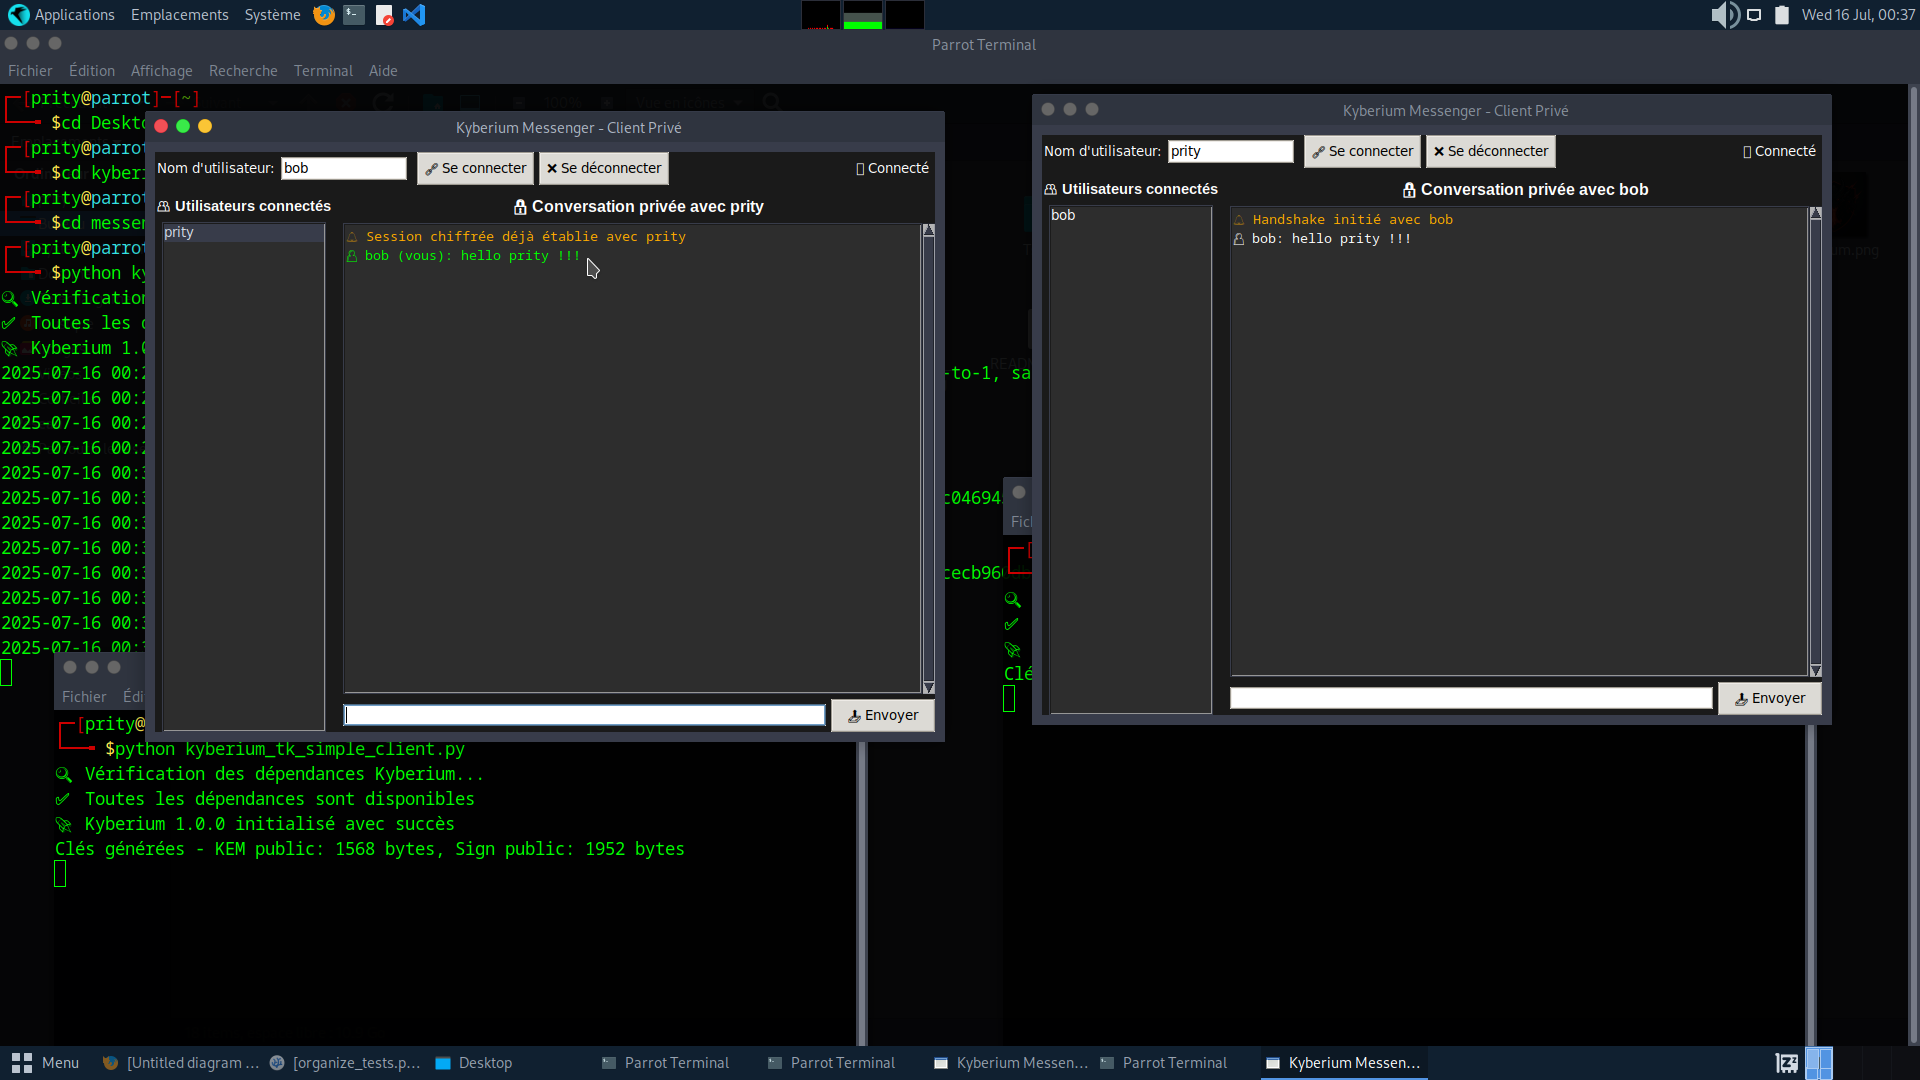 Applications Emplacements Système
Wed 16 Jul, 00:37
Parrot Terminal
Fichier Édition Affichage Recherche Terminal Aide
┌─[prity@parrot]─[~]
└──╼ $cd Deskto
[prity@parro
$cd kyber
[prity@parro
$cd messe
[prity@parro
$python ky
Vérification
Toutes les
Kyberium 1.0
2025-07-16 00:
2025-07-16 00:
2025-07-16 00:
2025-07-16 00:
2025-07-16 00:
2025-07-16 00:
2025-07-16 00:
2025-07-16 00:
2025-07-16 00:
2025-07-16 00:
2025-07-16 00:
2025-07-16 00:
-to-1, sa
c04694
cecb960
Kyberium Messenger - Client Privé
Nom d'utilisateur: bob Se connecter Se déconnecter Connecté
Utilisateurs connectés
prity
Conversation privée avec prity
Session chiffrée déjà établie avec prity
bob (vous): hello prity !!!
Envoyer
Kyberium Messenger - Client Privé
Nom d'utilisateur: prity Se connecter Se déconnecter Connecté
Utilisateurs connectés
bob
Conversation privée avec bob
Handshake initié avec bob
bob: hello prity !!!
Envoyer
Fichier Édi
[prity@
$python kyberium_tk_simple_client.py
Vérification des dépendances Kyberium...
Toutes les dépendances sont disponibles
Kyberium 1.0.0 initialisé avec succès
Clés générées - KEM public: 1568 bytes, Sign public: 1952 bytes
Fic
Clé
Menu [Untitled diagram ... [organize_tests.p... Desktop Parrot Terminal Parrot Terminal Kyberium Messen... Parrot Terminal Kyberium Messen...